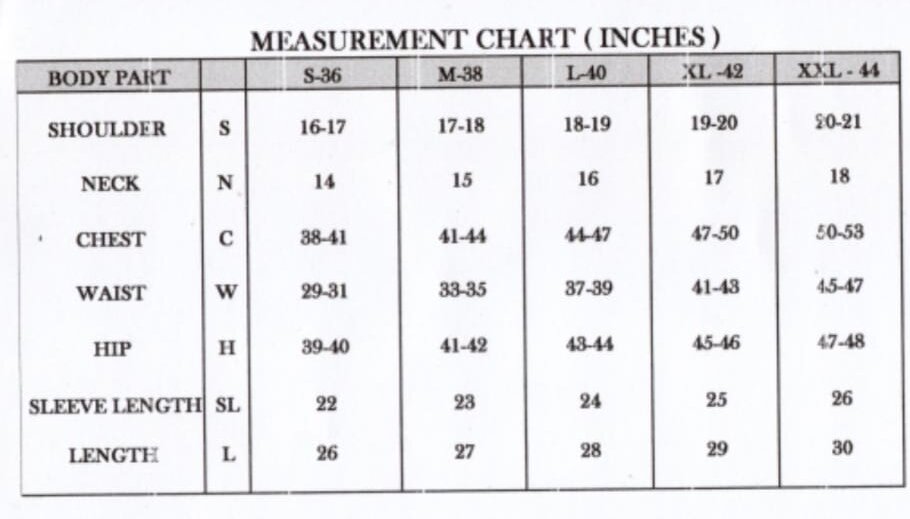 MEASUREMENT CHART ( INCHES )
BODY PART S-36 M-38 L-40 XL -42 XXL - 44
SHOULDER S 16-17 17-18 18-19 19-20 20-21
NECK N 14 15 16 17 18
CHEST C 38-41 41-44 44-47 47-50 50-53
WAIST W 29-31 33-35 37-39 41-43 45-47
HIP H 39-40 41-42 43-44 45-46 47-48
SLEEVE LENGTH SL 22 23 24 25 26
LENGTH L 26 27 28 29 30